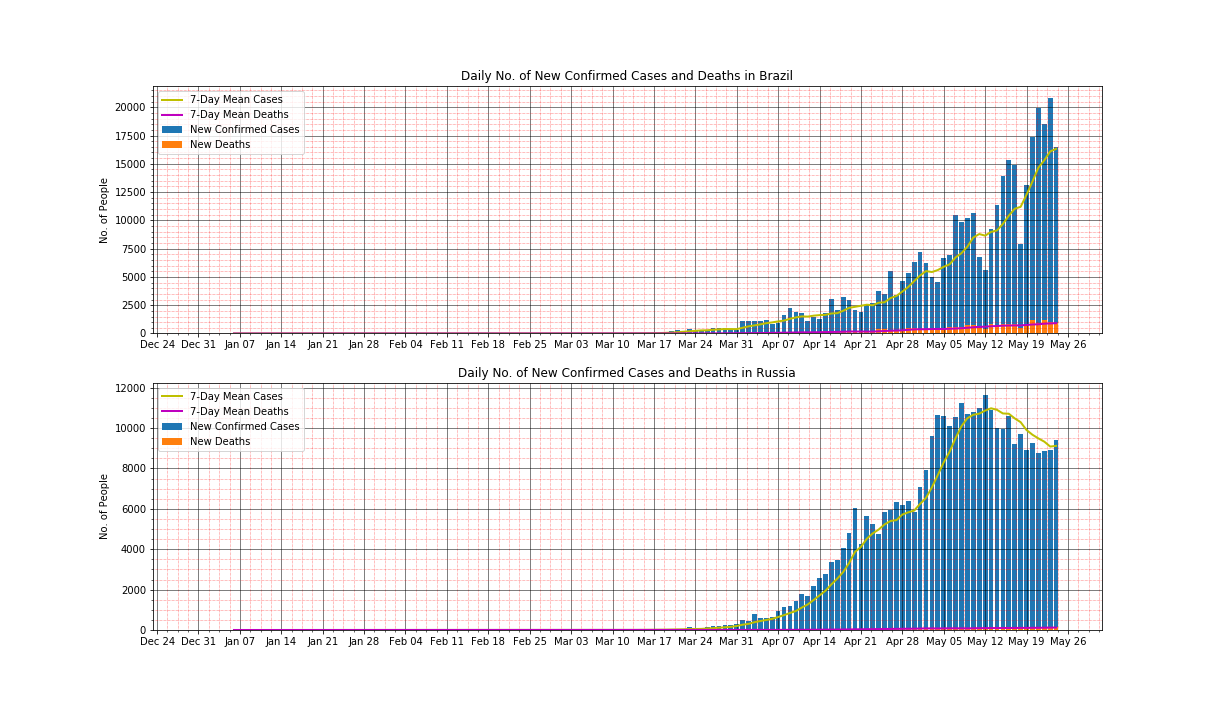 Daily No. of New Confirmed Cases and Deaths in Brazil
7-Day Mean Cases
7-Day Mean Deaths
New Confirmed Cases
New Deaths
No. of People
20000
17500
15000
12500
10000
7500
5000
2500
0
Dec 24 Dec 31 Jan 07 Jan 14 Jan 21 Jan 28 Feb 04 Feb 11 Feb 18 Feb 25 Mar 03 Mar 10 Mar 17 Mar 24 Mar 31 Apr 07 Apr 14 Apr 21 Apr 28 May 05 May 12 May 19 May 26
Daily No. of New Confirmed Cases and Deaths in Russia
7-Day Mean Cases
7-Day Mean Deaths
New Confirmed Cases
New Deaths
No. of People
12000
10000
8000
6000
4000
2000
0
Dec 24 Dec 31 Jan 07 Jan 14 Jan 21 Jan 28 Feb 04 Feb 11 Feb 18 Feb 25 Mar 03 Mar 10 Mar 17 Mar 24 Mar 31 Apr 07 Apr 14 Apr 21 Apr 28 May 05 May 12 May 19 May 26